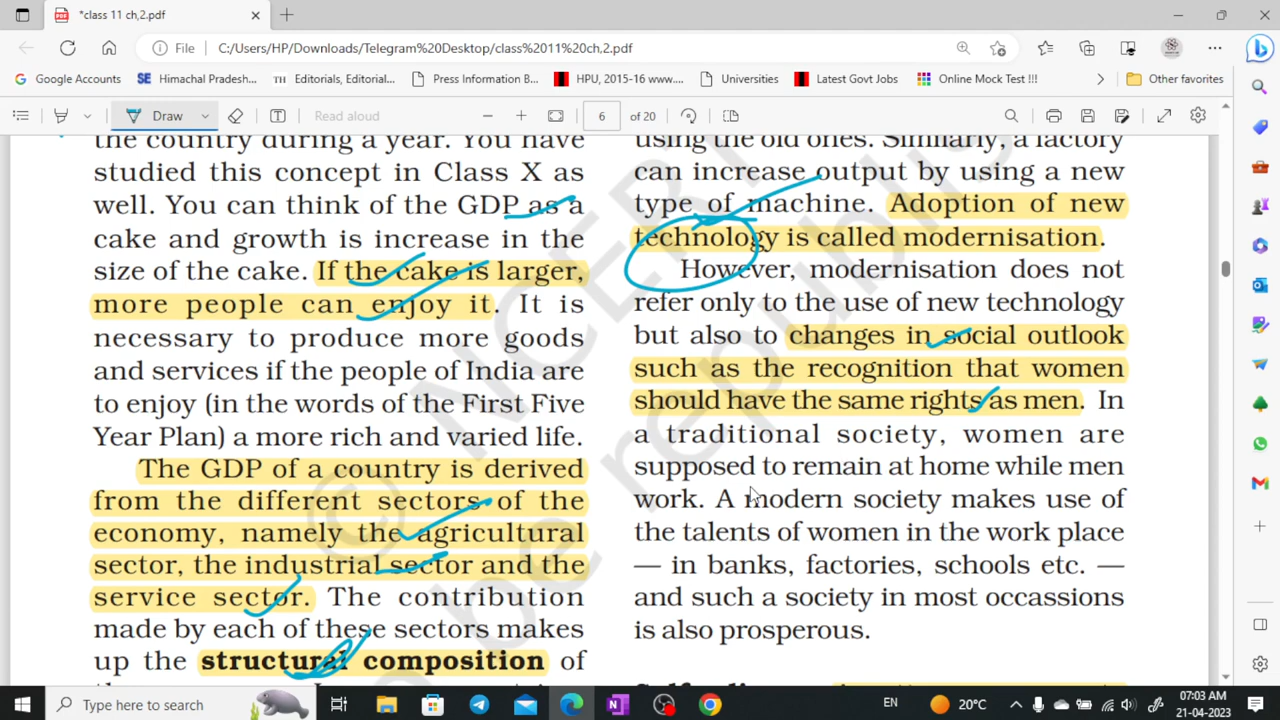 *class 11 ch,2.pdf
File
C:/Users/HP/Downloads/Telegram%20Desktop/class%2011%20ch,2.pdf
Google Accounts
SE Himachal Pradesh...
TH Editorials, Editorial...
Press Information B...
HPU, 2015-16 www....
Universities
Latest Govt Jobs
Online Mock Test !!!
Other favorites
Draw
Read aloud
6 of 20
the country during a year. You have
studied this concept in Class X as
well. You can think of the GDP as a
cake and growth is increase in the
size of the cake. If the cake is larger,
more people can enjoy it. It is
necessary to produce more goods
and services if the people of India are
to enjoy (in the words of the First Five
Year Plan) a more rich and varied life.
The GDP of a country is derived
from the different sectors of the
economy, namely the agricultural
sector, the industrial sector and the
service sector. The contribution
made by each of these sectors makes
up the structural composition of
using the old ones. Similarly, a factory
can increase output by using a new
type of machine. Adoption of new
technology is called modernisation.
However, modernisation does not
refer only to the use of new technology
but also to changes in social outlook
such as the recognition that women
should have the same rights as men. In
a traditional society, women are
supposed to remain at home while men
work. A modern society makes use of
the talents of women in the work place
— in banks, factories, schools etc. —
and such a society in most occassions
is also prosperous.
© NCERT
be republi
Type here to search
20°C
EN
07:03 AM
21-04-2023